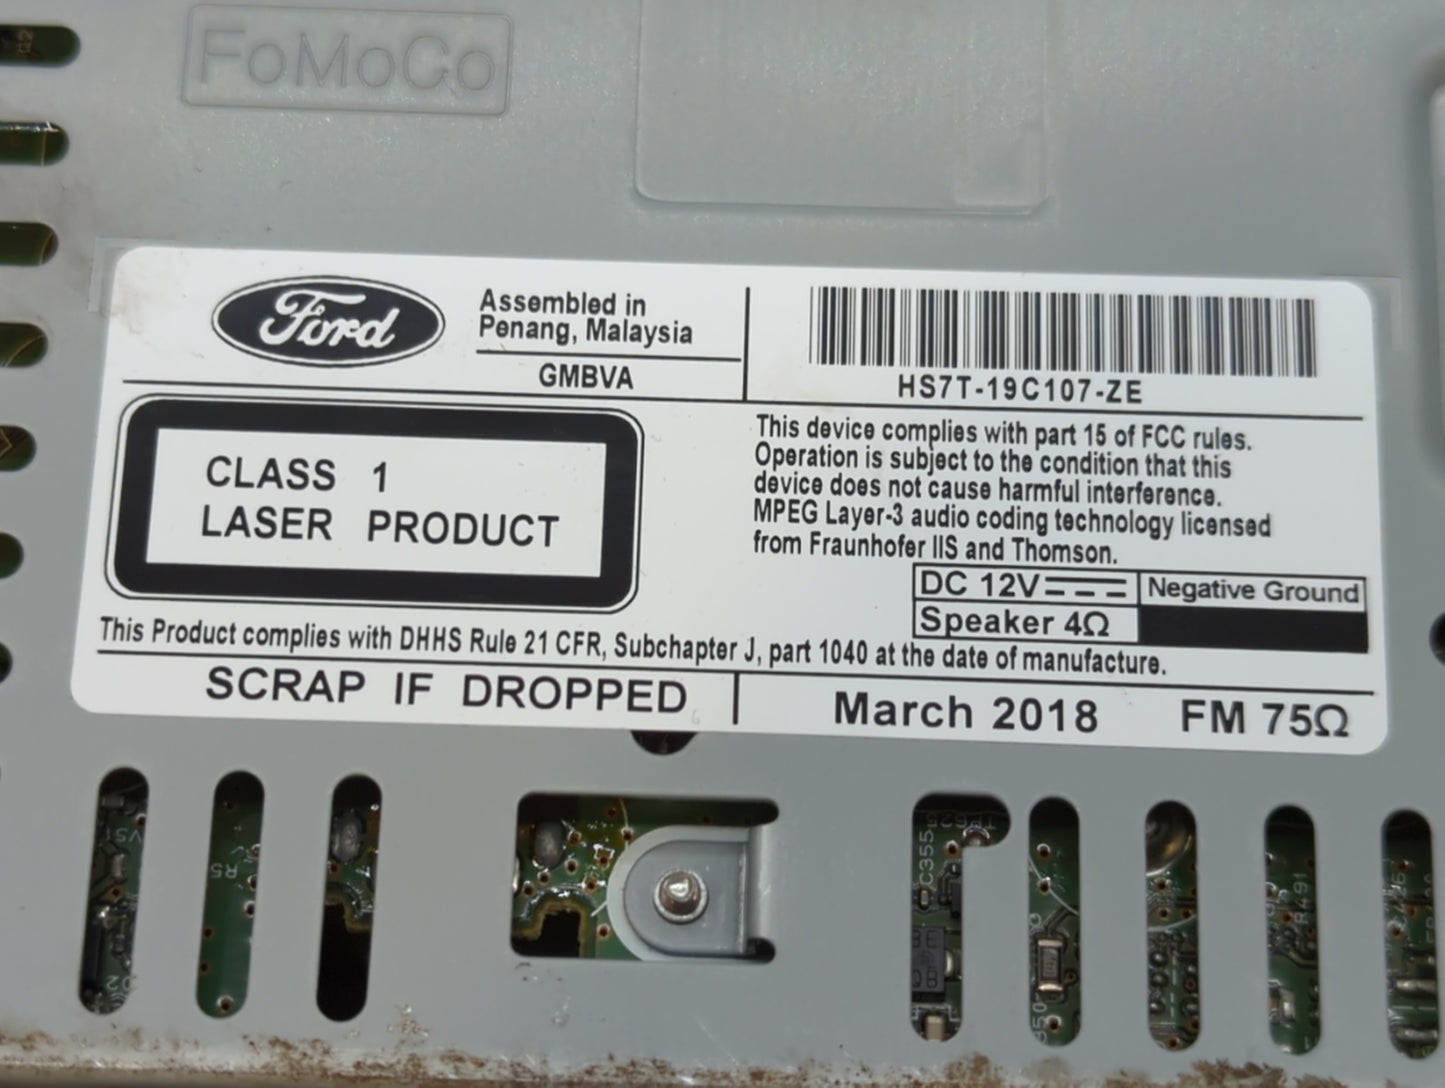 FoMoCo
Ford
Assembled in
Penang, Malaysia
GMBVA
HS7T-19C107-ZE
CLASS 1
LASER PRODUCT
This device complies with part 15 of FCC rules.
Operation is subject to the condition that this
device does not cause harmful interference.
MPEG Layer-3 audio coding technology licensed
from Fraunhofer IIS and Thomson.
DC 12V
Negative Ground
Speaker 4Ω
This Product complies with DHHS Rule 21 CFR, Subchapter J, part 1040 at the date of manufacture.
SCRAP IF DROPPED
March 2018
FM 75Ω
R5
C355
R491